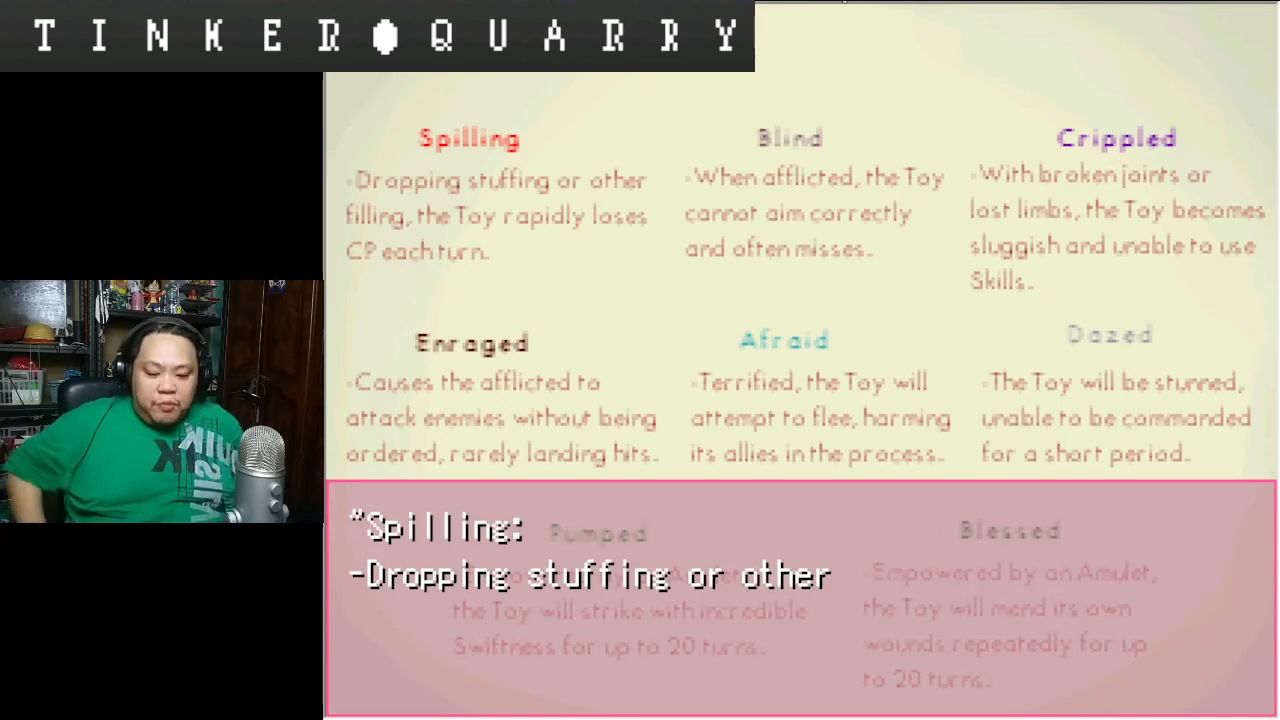 TINKER QUARRY
Spilling
-Dropping stuffing or other
filling, the Toy rapidly loses
CP each turn.
Blind
-When afflicted, the Toy
cannot aim correctly
and often misses.
Crippled
-With broken joints or
lost limbs, the Toy becomes
sluggish and unable to use
Skills.
Enraged
-Causes the afflicted to
attack enemies without being
ordered, rarely landing hits.
Afraid
-Terrified, the Toy will
attempt to flee, harming
its allies in the process.
Dazed
-The Toy will be stunned,
unable to be commanded
for a short period.
"Spilling:
-Dropping stuffing or other
Pumped
the Toy will strike with incredible
Swiftness for up to 20 turns.
Blessed
-Empowered by an Amulet,
the Toy will mend its own
wounds repeatedly for up
to 20 turns.